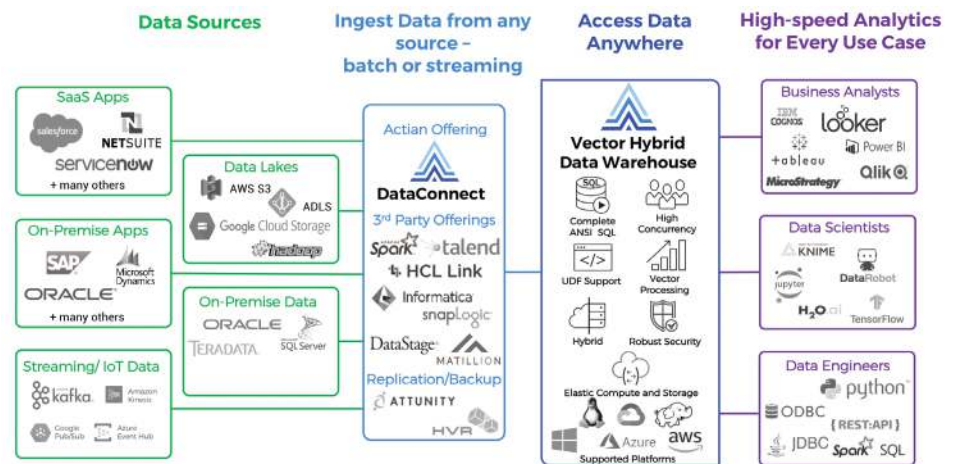 Data Sources
Ingest Data from any
source –
batch or streaming
Access Data
Anywhere
High-speed Analytics
for Every Use Case
SaaS Apps
salesforce
NETSUITE
servicenow
+ many others
Data Lakes
AWS S3
ADLS
Google Cloud Storage
hadoop
On-Premise Apps
SAP
Microsoft
Dynamics
ORACLE
+ many others
On-Premise Data
ORACLE
TERADATA
SQL Server
Streaming/ IoT Data
kafka.
Amazon
Kinesis
Google
Pub/Sub
Azure
Event Hub
Actian Offering
DataConnect
3rd Party Offerings
Spark
talend
HCL Link
Informatica
snapLogic
DataStage
MATILLION
Replication/Backup
ATTUNITY
HVR
Vector Hybrid
Data Warehouse
SQL
Complete
ANSI SQL
High
Concurrency
</>
UDF Support
Vector
Processing
Hybrid
Robust Security
Elastic Compute and Storage
Azure
aws
Supported Platforms
Business Analysts
IBM
COGNOS
looker
+ableau
Power BI
MicroStrategy
Qlik
Data Scientists
KNIME
DataRobot
jupyter
H2O.ai
TensorFlow
Data Engineers
python
ODBC
{REST:API}
JDBC
Spark
SQL